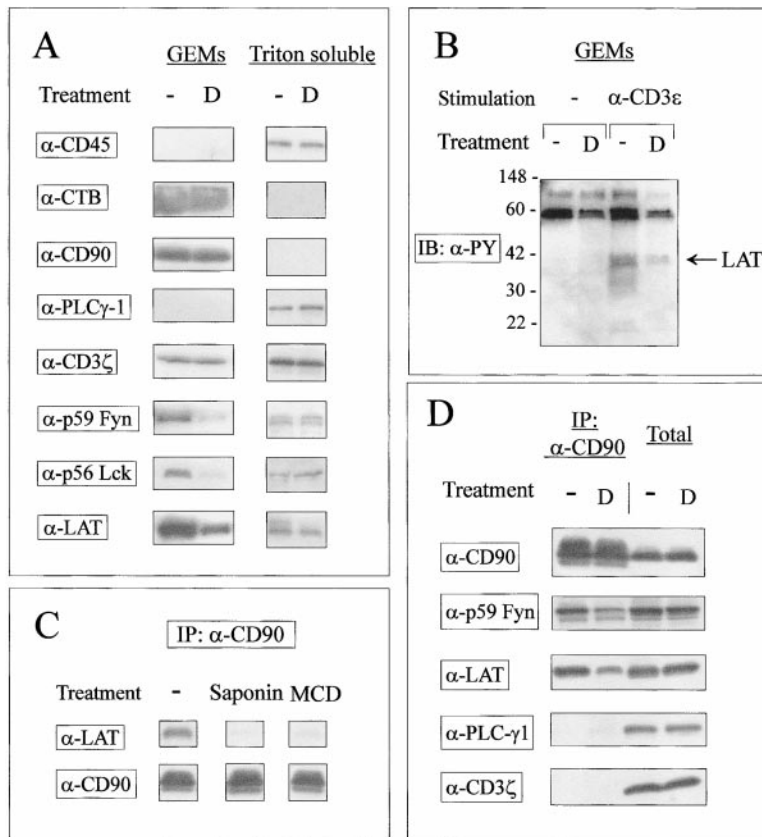 A
GEMs Triton soluble
Treatment - D - D
α-CD45
α-CTB
α-CD90
α-PLCγ-1
α-CD3ζ
α-p59 Fyn
α-p56 Lck
α-LAT
B
GEMs
Stimulation - α-CD3ε
Treatment - D - D
148 -
60 -
IB: α-PY
42 -
← LAT
30 -
22 -
C
IP: α-CD90
Treatment - Saponin MCD
α-LAT
α-CD90
D
IP: α-CD90 Total
Treatment - D - D
α-CD90
α-p59 Fyn
α-LAT
α-PLC-γ1
α-CD3ζ